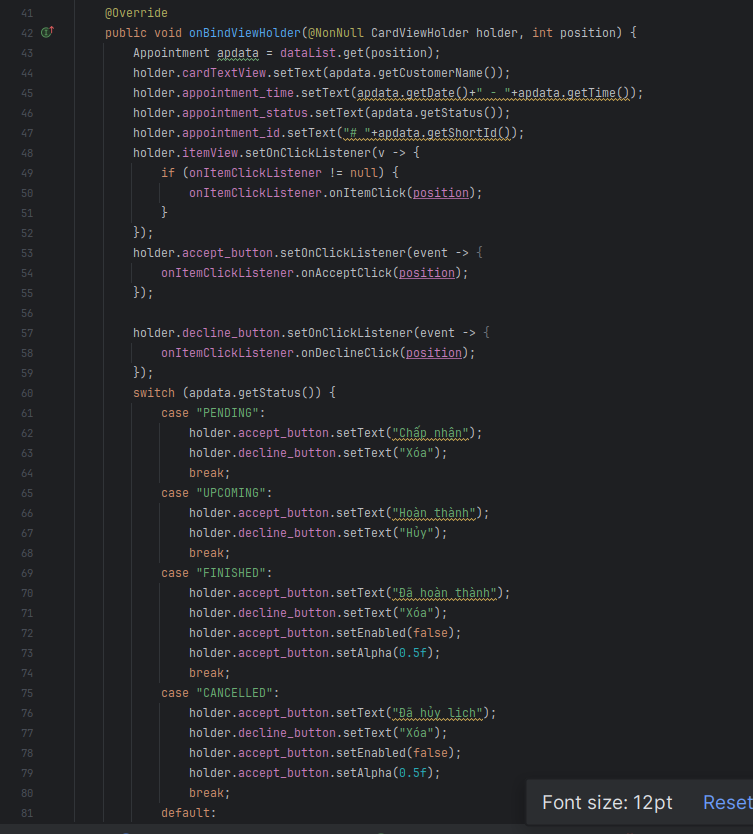 41 @Override
42 public void onBindViewHolder(@NonNull CardViewHolder holder, int position) {
43 Appointment apdata = dataList.get(position);
44 holder.cardTextView.setText(apdata.getCustomerName());
45 holder.appointment_time.setText(apdata.getDate()+" - "+apdata.getTime());
46 holder.appointment_status.setText(apdata.getStatus());
47 holder.appointment_id.setText("# "+apdata.getShortId());
48 holder.itemView.setOnClickListener(v -> {
49 if (onItemClickListener != null) {
50 onItemClickListener.onItemClick(position);
51 }
52 });
53 holder.accept_button.setOnClickListener(event -> {
54 onItemClickListener.onAcceptClick(position);
55 });
56
57 holder.decline_button.setOnClickListener(event -> {
58 onItemClickListener.onDeclineClick(position);
59 });
60 switch (apdata.getStatus()) {
61 case "PENDING":
62 holder.accept_button.setText("Chấp nhận");
63 holder.decline_button.setText("Xóa");
64 break;
65 case "UPCOMING":
66 holder.accept_button.setText("Hoàn thành");
67 holder.decline_button.setText("Hủy");
68 break;
69 case "FINISHED":
70 holder.accept_button.setText("Đã hoàn thành");
71 holder.decline_button.setText("Xóa");
72 holder.accept_button.setEnabled(false);
73 holder.accept_button.setAlpha(0.5f);
74 break;
75 case "CANCELLED":
76 holder.accept_button.setText("Đã hủy lịch");
77 holder.decline_button.setText("Xóa");
78 holder.accept_button.setEnabled(false);
79 holder.accept_button.setAlpha(0.5f);
80 break;
81 default:
Font size: 12pt Reset